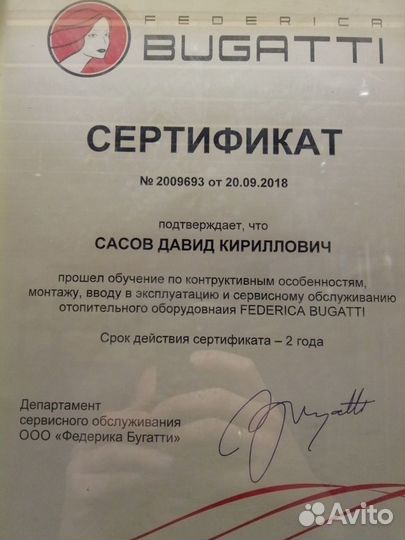 FEDERICA
BUGATTI
СЕРТИФИКАТ
№ 2009693 от 20.09.2018
подтверждает, что
САСОВ ДАВИД КИРИЛЛОВИЧ
прошел обучение по контруктивным особенностям,
монтажу, вводу в эксплуатацию и сервисному обслуживанию
отопительного оборудовнаия FEDERICA BUGATTI
Срок действия сертификата – 2 года
Департамент
сервисного обслуживания
ООО «Федерика Бугатти»
Avito